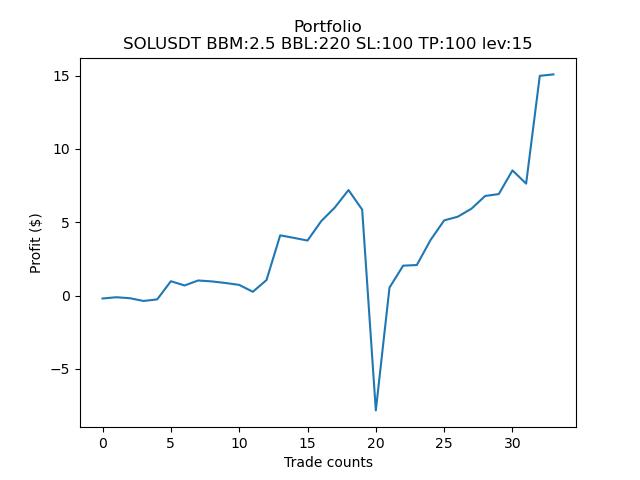 Portfolio
SOLUSDT BBM:2.5 BBL:220 SL:100 TP:100 lev:15
15
10
5
0
−5
Profit ($)
0 5 10 15 20 25 30
Trade counts